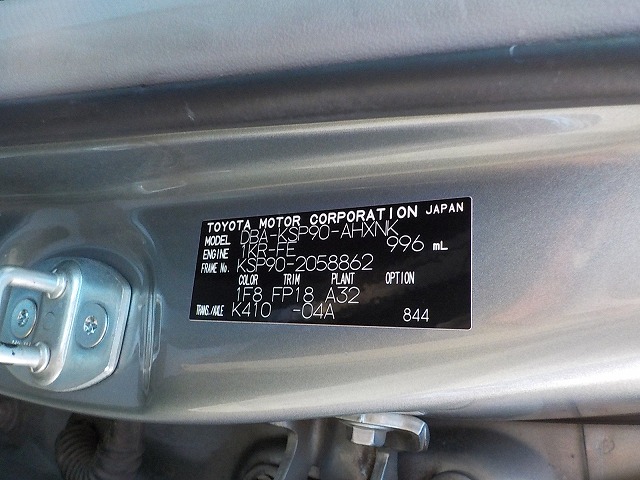 TOYOTA MOTOR CORPORATION JAPAN
MODEL DBA-KSP90-AHXNK
ENGINE 1KR-FE 996 mL
FRAME No. KSP90-2058862
COLOR TRIM PLANT OPTION
1F8 FP18 A32
TRANS./AXLE K410 -04A 844